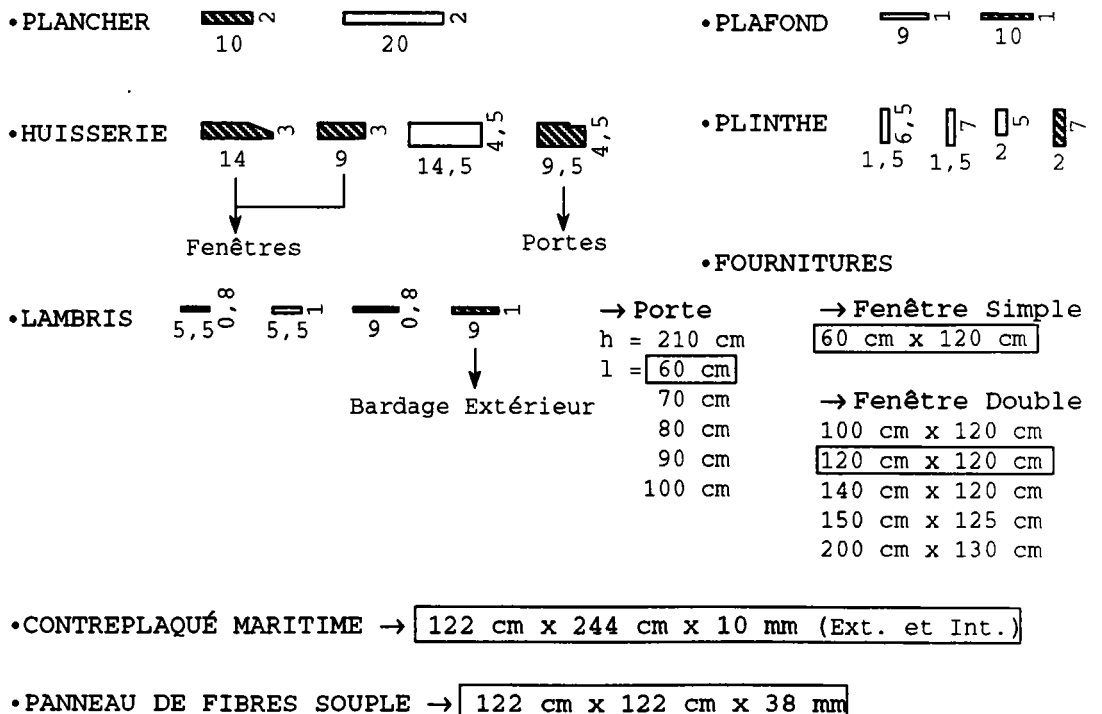 •PLANCHER 2 2
10 20
•HUISSERIE 3 3 4,5 4,5
14 9 14,5 9,5
Fenêtres Portes
•LAMBRIS 0,8 1 0,8 1
5,5 5,5 9 9
Bardage Extérieur
•PLAFOND 1 1
9 10
•PLINTHE 6,5 7 5 7
1,5 1,5 2 2
•FOURNITURES
→ Porte
h = 210 cm
l = 60 cm
70 cm
80 cm
90 cm
100 cm
→ Fenêtre Simple
60 cm x 120 cm
→ Fenêtre Double
100 cm x 120 cm
120 cm x 120 cm
140 cm x 120 cm
150 cm x 125 cm
200 cm x 130 cm
•CONTREPLAQUÉ MARITIME → 122 cm x 244 cm x 10 mm (Ext. et Int.)
•PANNEAU DE FIBRES SOUPLE → 122 cm x 122 cm x 38 mm